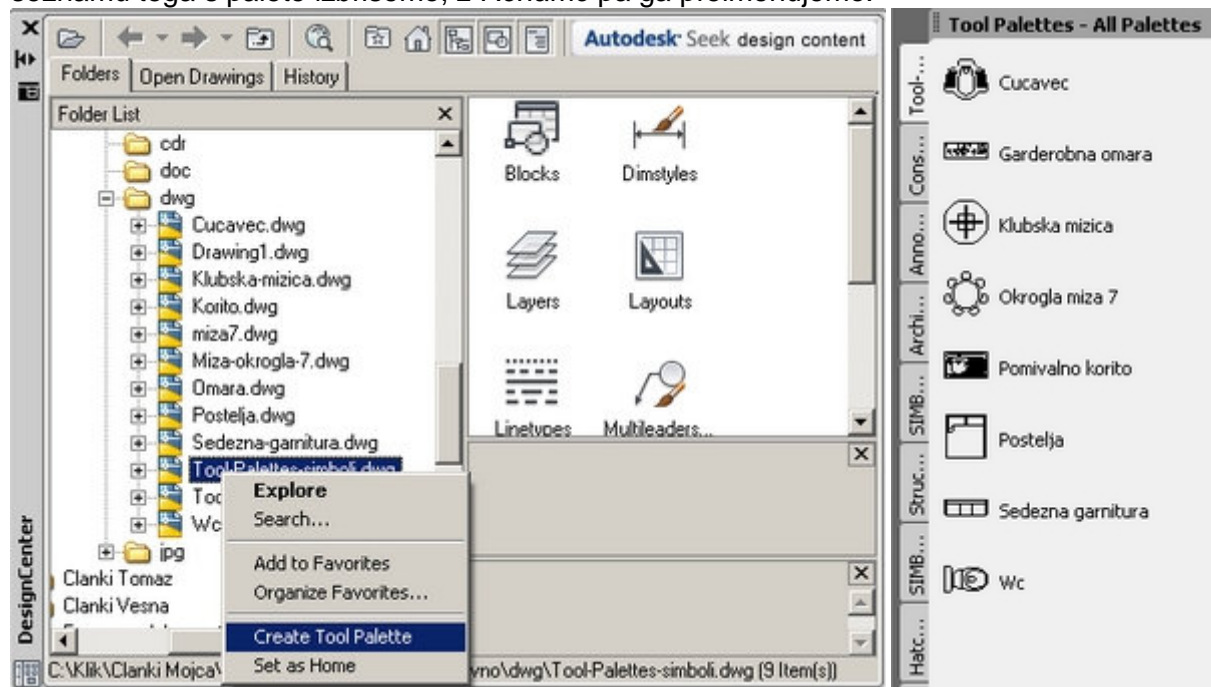 seznamu tega s palete izbrišemo, z Rename pa ga preimenujemo.
Autodesk Seek design content
Folders
Open Drawings
History
Folder List
cdr
doc
dwg
Cucavec.dwg
Drawing1.dwg
Klubska-mizica.dwg
Korito.dwg
miza7.dwg
Miza-okrogla-7.dwg
Omara.dwg
Postelja.dwg
Sedezna-garnitura.dwg
Tool-Palettes-simboli.dwg
Too
Wc
jpg
Clanki Tomaz
Clanki Vesna
Explore
Search...
Add to Favorites
Organize Favorites...
Create Tool Palette
Set as Home
Blocks
Dimstyles
Layers
Layouts
Linetypes
Multileaders...
DesignCenter
C:\Klik\Clanki Mojca\
vno\dwg\Tool-Palettes-simboli.dwg (9 Item(s))
Tool Palettes - All Palettes
Tool-...
Cons...
Anno...
Archi...
SIMB...
Struc...
SIMB...
Hatc...
Cucavec
Garderobna omara
Klubska mizica
Okrogla miza 7
Pomivalno korito
Postelja
Sedezna garnitura
Wc